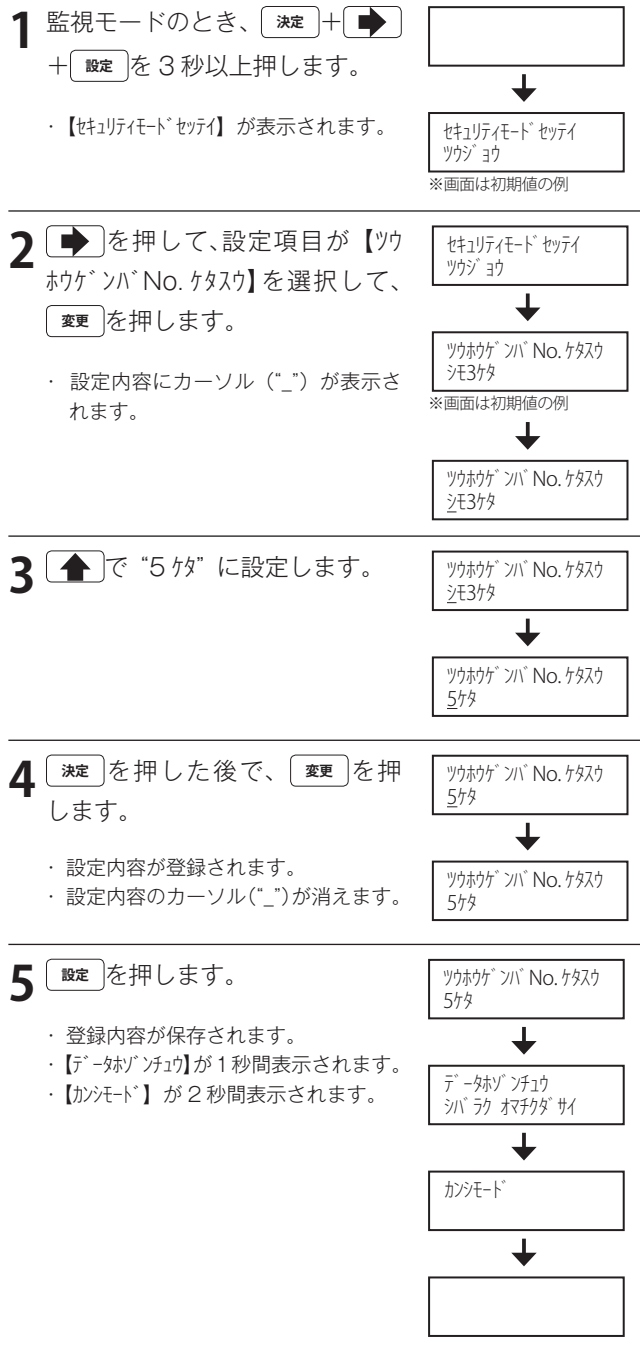 1 監視モードのとき、決定+➡
+設定を3秒以上押します。
・【ｾｷｭﾘﾃｨﾓｰﾄﾞｾｯﾃｲ】が表示されます。
ｾｷｭﾘﾃｨﾓｰﾄﾞｾｯﾃｲ
ﾂｳｼﾞｮｳ
※画面は初期値の例
2 ➡を押して、設定項目が【ﾂｳ
ﾎｳｹﾞﾝﾊﾞNo.ｹﾀｽｳ】を選択して、
変更を押します。
・ 設定内容にカーソル（“_”）が表示さ
れます。
ｾｷｭﾘﾃｨﾓｰﾄﾞｾｯﾃｲ
ﾂｳｼﾞｮｳ
ﾂｳﾎｳｹﾞﾝﾊﾞNo.ｹﾀｽｳ
ｼﾓ3ｹﾀ
※画面は初期値の例
ﾂｳﾎｳｹﾞﾝﾊﾞNo.ｹﾀｽｳ
ｼﾓ3ｹﾀ
3 ⬆で“5ｹﾀ”に設定します。
ﾂｳﾎｳｹﾞﾝﾊﾞNo.ｹﾀｽｳ
ｼﾓ3ｹﾀ
ﾂｳﾎｳｹﾞﾝﾊﾞNo.ｹﾀｽｳ
5ｹﾀ
4 決定を押した後で、変更を押
します。
・ 設定内容が登録されます。
・ 設定内容のカーソル（“_”）が消えます。
ﾂｳﾎｳｹﾞﾝﾊﾞNo.ｹﾀｽｳ
5ｹﾀ
ﾂｳﾎｳｹﾞﾝﾊﾞNo.ｹﾀｽｳ
5ｹﾀ
5 設定を押します。
・ 登録内容が保存されます。
・【ﾃﾞｰﾀﾎｿﾞﾝﾁｭｳ】が1秒間表示されます。
・【ｶﾝｼﾓｰﾄﾞ】が2秒間表示されます。
ﾂｳﾎｳｹﾞﾝﾊﾞNo.ｹﾀｽｳ
5ｹﾀ
ﾃﾞｰﾀﾎｿﾞﾝﾁｭｳ
ｼﾊﾞﾗｸ ｵﾏﾁｸﾀﾞｻｲ
ｶﾝｼﾓｰﾄﾞ